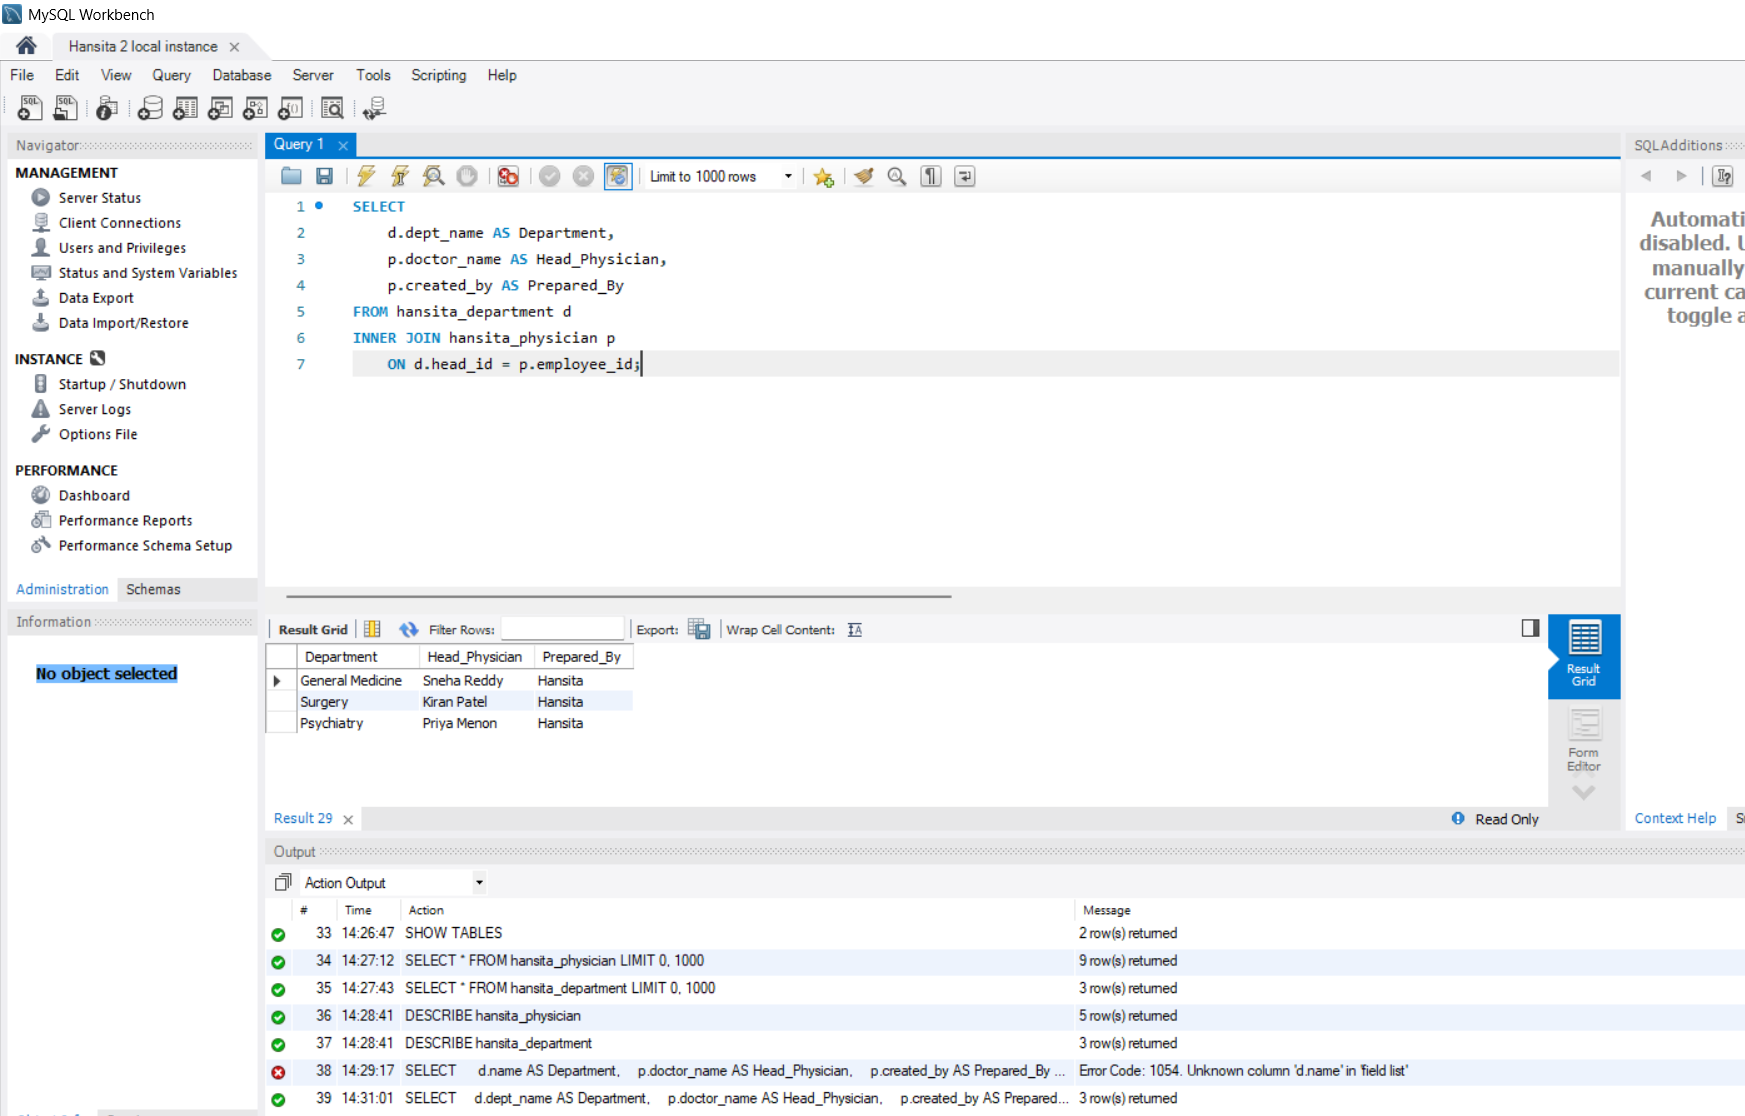 MySQL Workbench
Hansita 2 local instance
File Edit View Query Database Server Tools Scripting Help
Navigator
MANAGEMENT
Server Status
Client Connections
Users and Privileges
Status and System Variables
Data Export
Data Import/Restore
INSTANCE
Startup / Shutdown
Server Logs
Options File
PERFORMANCE
Dashboard
Performance Reports
Performance Schema Setup
Administration Schemas
Information
No object selected
Query 1
Limit to 1000 rows
1 SELECT
2 d.dept_name AS Department,
3 p.doctor_name AS Head_Physician,
4 p.created_by AS Prepared_By
5 FROM hansita_department d
6 INNER JOIN hansita_physician p
7 ON d.head_id = p.employee_id;
Result Grid Filter Rows: Export: Wrap Cell Content:
Department Head_Physician Prepared_By
General Medicine Sneha Reddy Hansita
Surgery Kiran Patel Hansita
Psychiatry Priya Menon Hansita
Result Grid
Form Editor
Result 29
Read Only
SQLAdditions
Automati
disabled. U
manually
current ca
toggle a
Context Help
Output
Action Output
# Time Action Message
33 14:26:47 SHOW TABLES 2 row(s) returned
34 14:27:12 SELECT * FROM hansita_physician LIMIT 0, 1000 9 row(s) returned
35 14:27:43 SELECT * FROM hansita_department LIMIT 0, 1000 3 row(s) returned
36 14:28:41 DESCRIBE hansita_physician 5 row(s) returned
37 14:28:41 DESCRIBE hansita_department 3 row(s) returned
38 14:29:17 SELECT d.name AS Department, p.doctor_name AS Head_Physician, p.created_by AS Prepared_By ... Error Code: 1054. Unknown column 'd.name' in 'field list'
39 14:31:01 SELECT d.dept_name AS Department, p.doctor_name AS Head_Physician, p.created_by AS Prepared... 3 row(s) returned